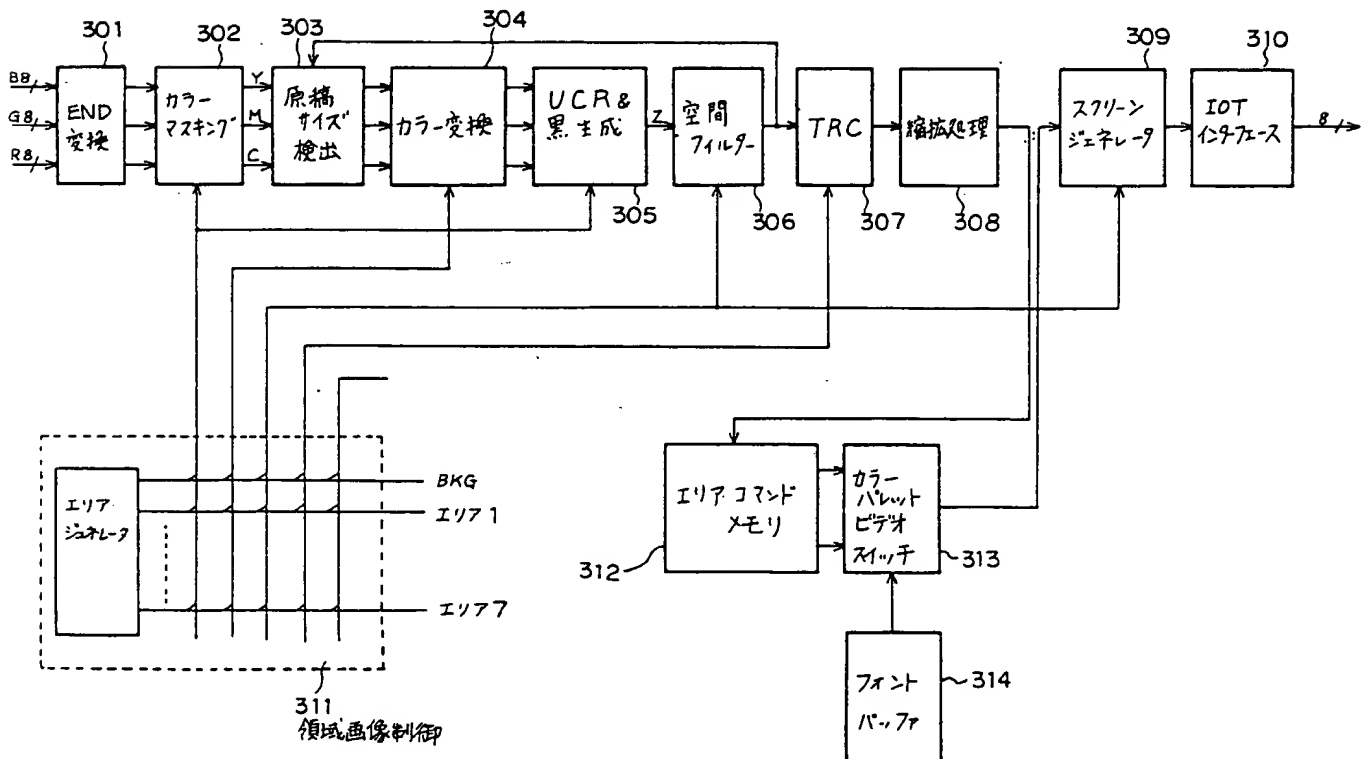 301
302
303
304
309
310
B8
G8
R8
END
変換
カラー
マスキング
Y
M
C
原稿
サイズ
検出
カラー変換
UCR&
黒生成
Z
空間
フィルター
TRC
縮拡処理
スクリーン
ジェネレータ
IOT
インターフェース
8
305
306
307
308
エリア
ジェネレータ
BKG
エリア1
エリア7
311
領域画像制御
エリアコマンド
メモリ
312
カラー
パレット
ビデオ
スイッチ
313
フォント
バッファ
314